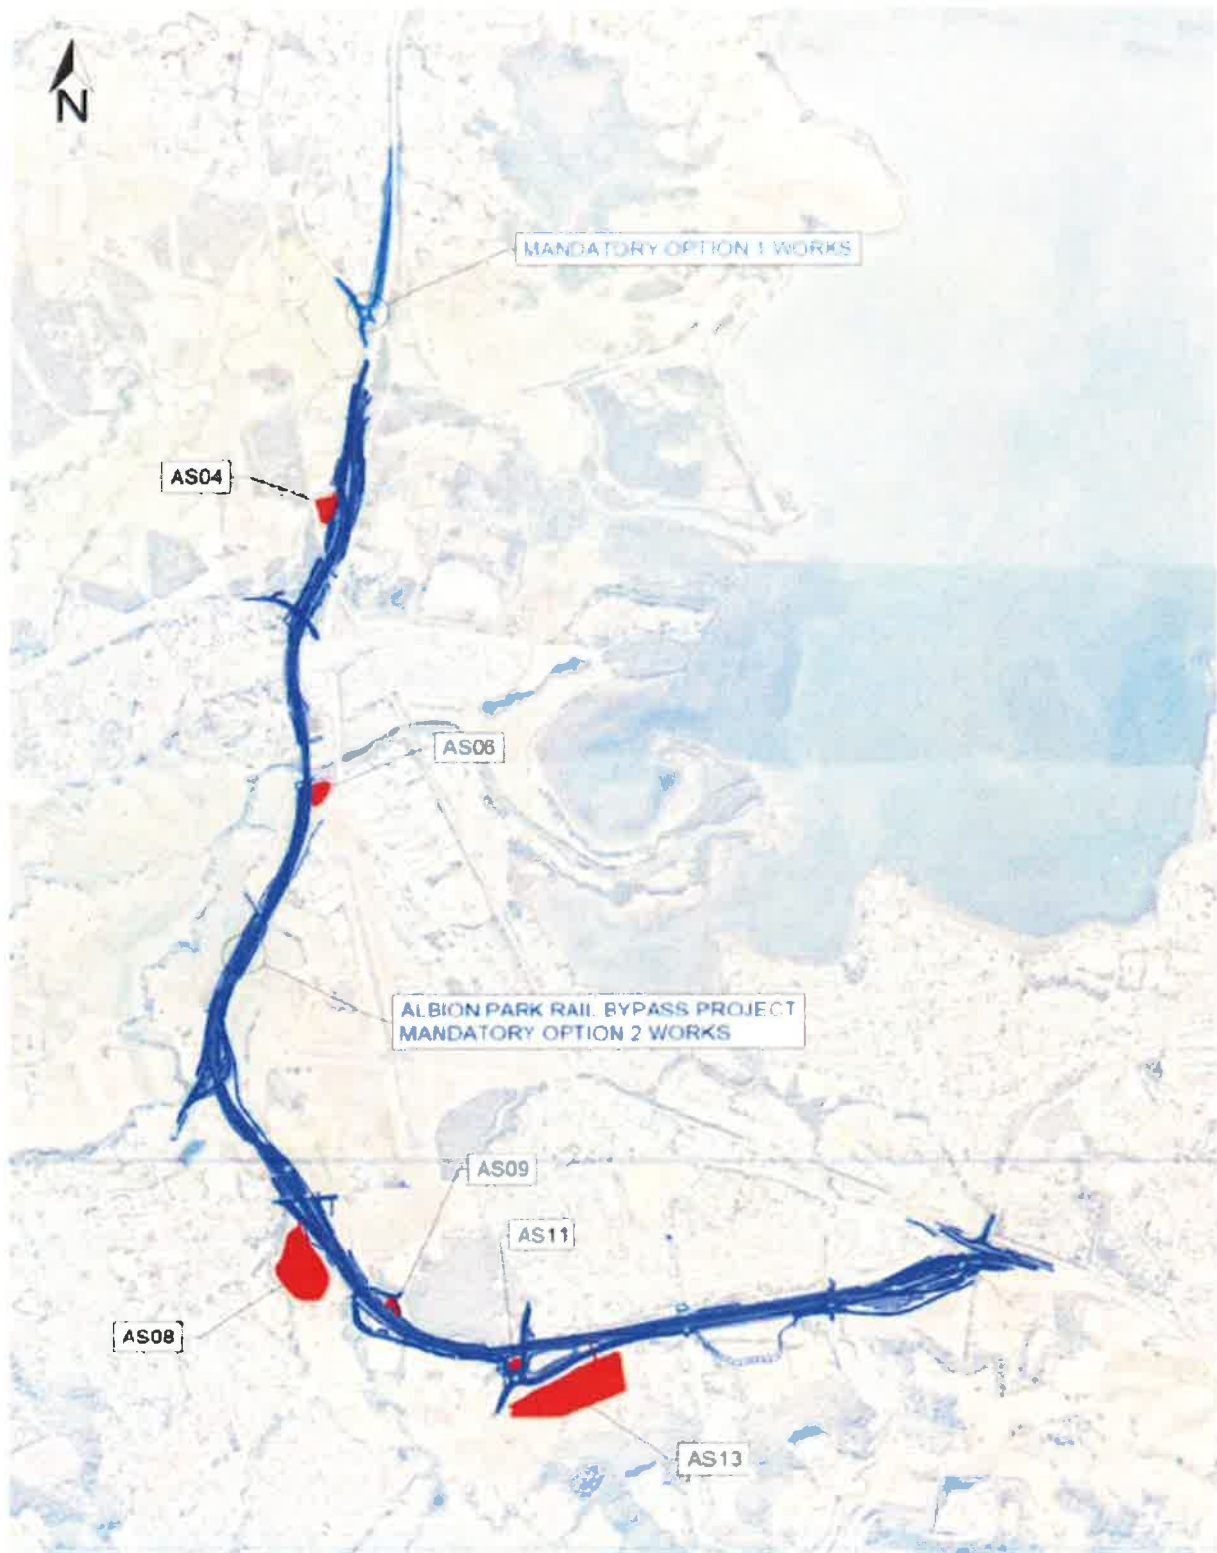 N
MANDATORY OPTION 1 WORKS
AS04
AS06
ALBION PARK RAIL BYPASS PROJECT
MANDATORY OPTION 2 WORKS
AS09
AS11
AS08
AS13